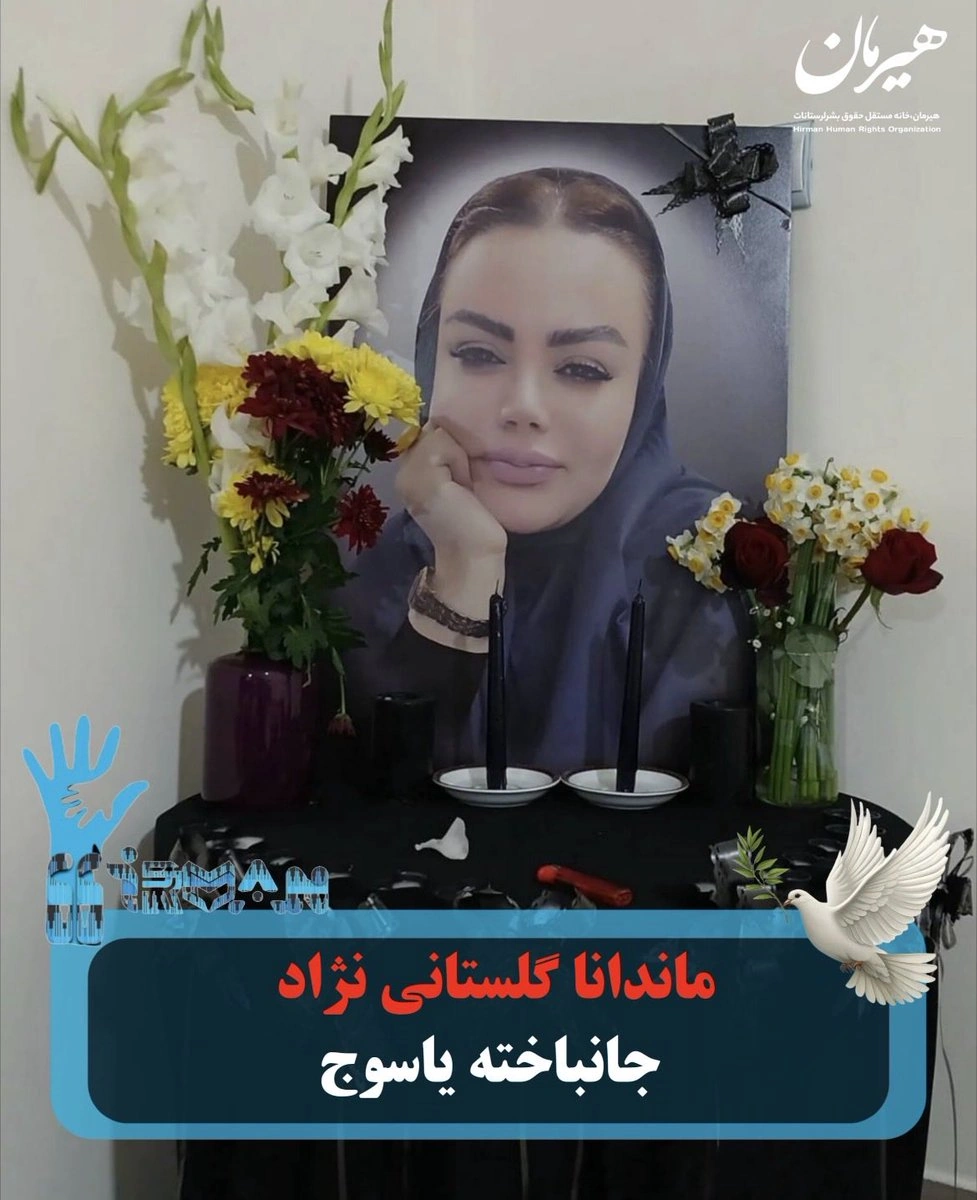 هیرمان
هیرمان،خانه مستقل حقوق بشر لرستانات
Hirman Human Rights Organization
ماندانا گلستانی نژاد
جانباخته یاسوج